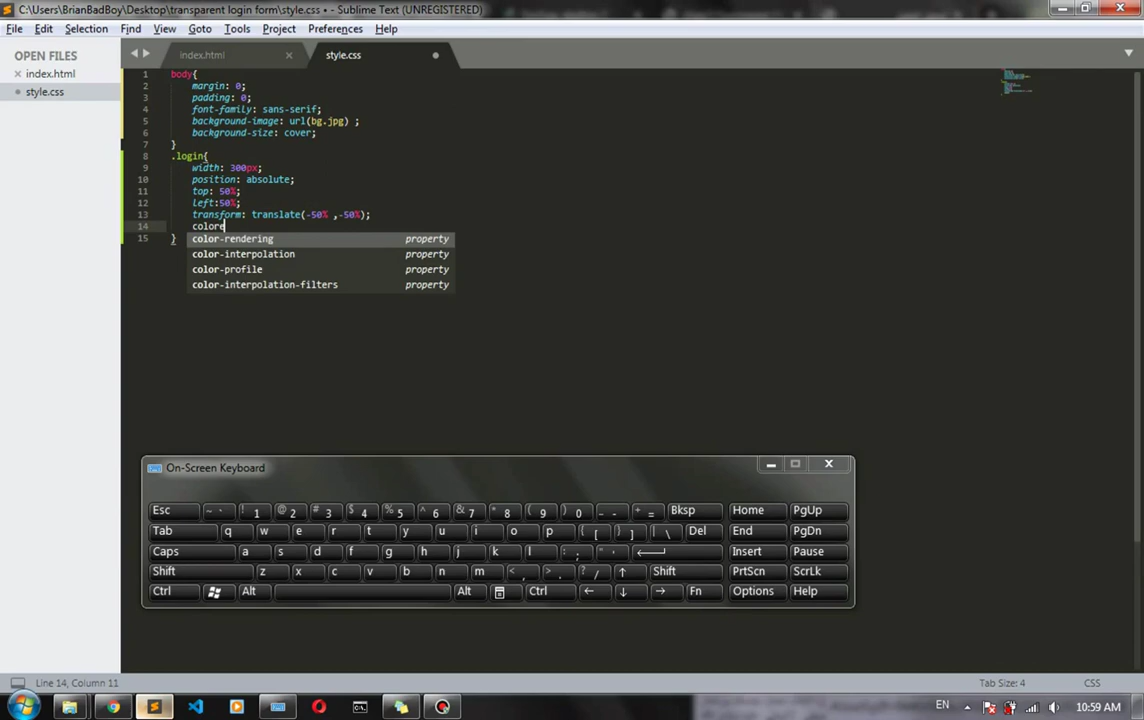 C:\Users\BrianBadBoy\Desktop\transparent login form\style.css • - Sublime Text (UNREGISTERED)
File Edit Selection Find View Goto Tools Project Preferences Help
OPEN FILES
index.html
style.css
index.html
style.css
1 body{
2 margin: 0;
3 padding: 0;
4 font-family: sans-serif;
5 background-image: url(bg.jpg) ;
6 background-size: cover;
7 }
8 .login{
9 width: 300px;
10 position: absolute;
11 top: 50%;
12 left:50%;
13 transform: translate(-50% ,-50%);
14 colore
15 }
color-rendering property
color-interpolation property
color-profile property
color-interpolation-filters property
On-Screen Keyboard
Esc ~ ` ! 1 @ 2 # 3 $ 4 % 5 ^ 6 & 7 * 8 ( 9 ) 0 _ - + = Bksp Home PgUp
Tab q w e r t y u i o p { [ } ] | \ Del End PgDn
Caps a s d f g h j k l : ; " ' Insert Pause
Shift z x c v b n m < , > . ? / ↑ Shift PrtScn ScrLk
Ctrl Alt Alt Ctrl ← ↓ → Fn Options Help
Line 14, Column 11
Tab Size: 4
CSS
EN
10:59 AM